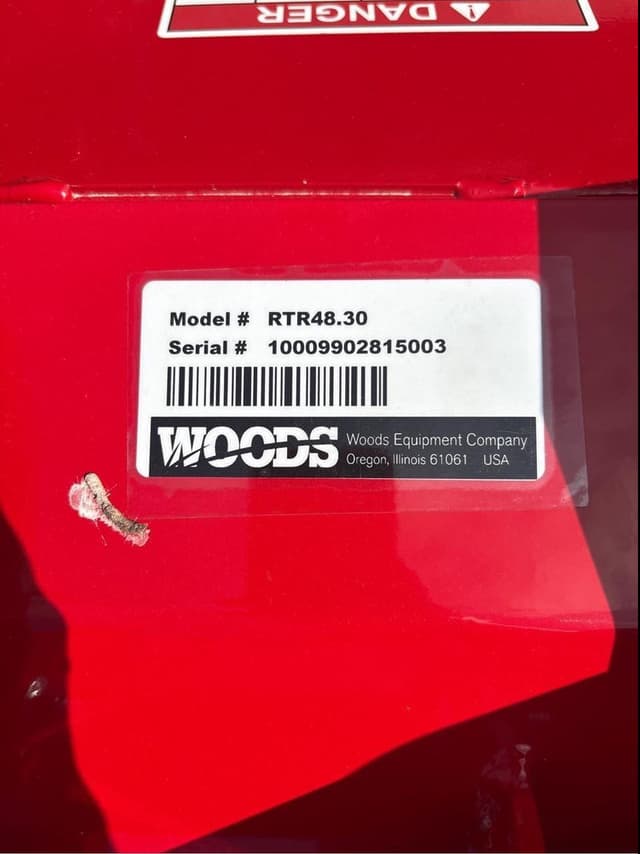 ⚠ DANGER
Model # RTR48.30
Serial # 10009902815003
WOODS
Woods Equipment Company
Oregon, Illinois 61061 USA